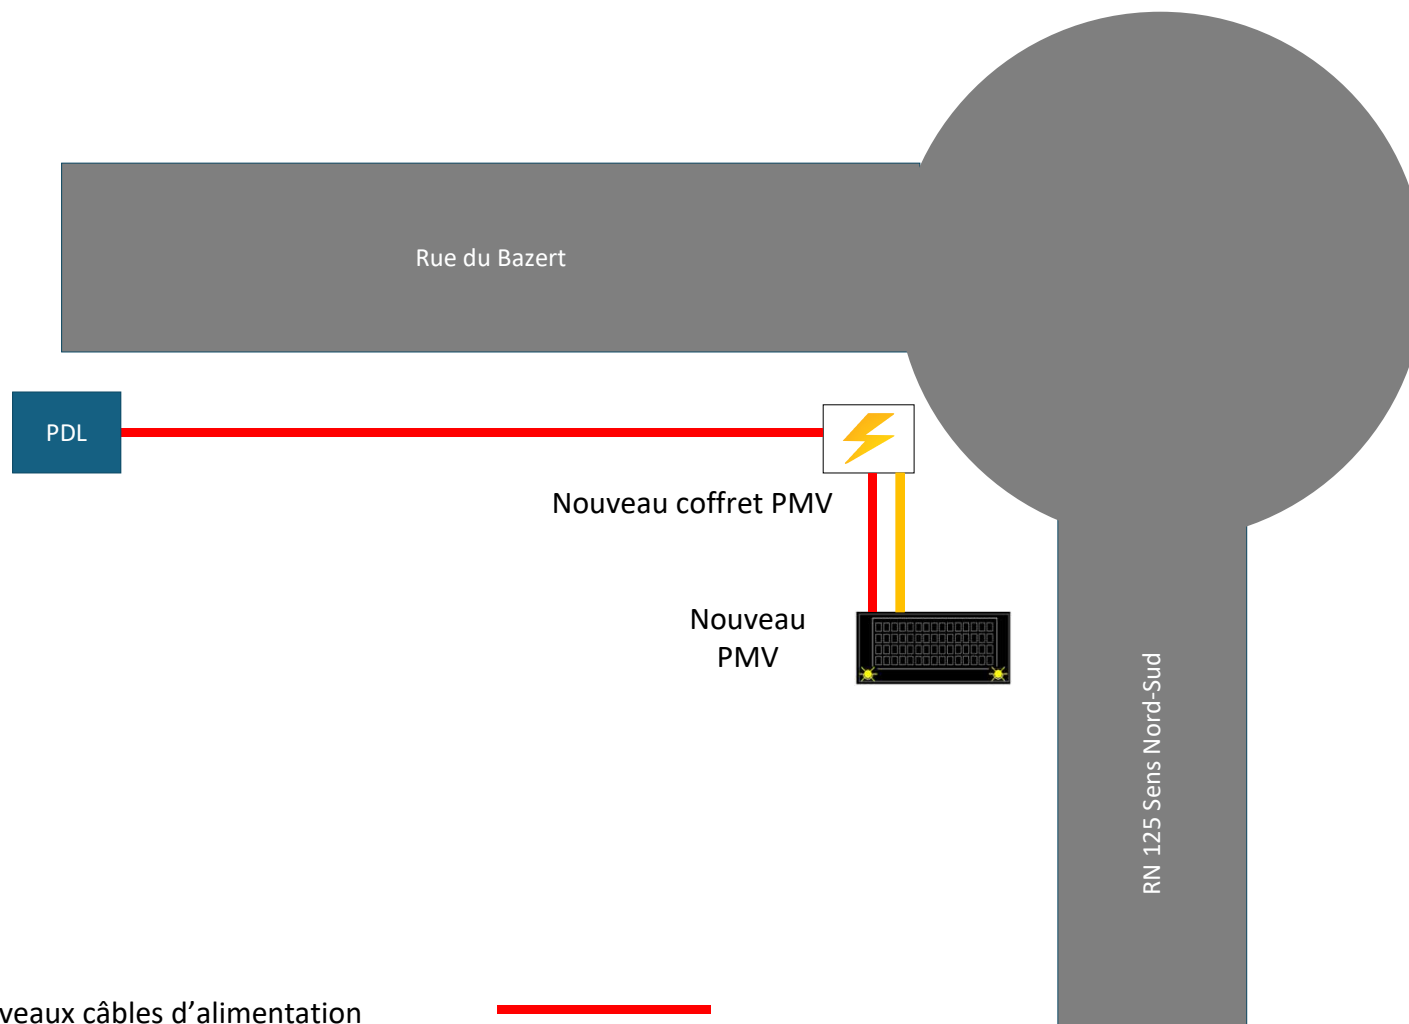 Rue du Bazert
PDL
Nouveau coffret PMV
Nouveau
PMV
RN 125 Sens Nord-Sud
veaux câbles d’alimentation